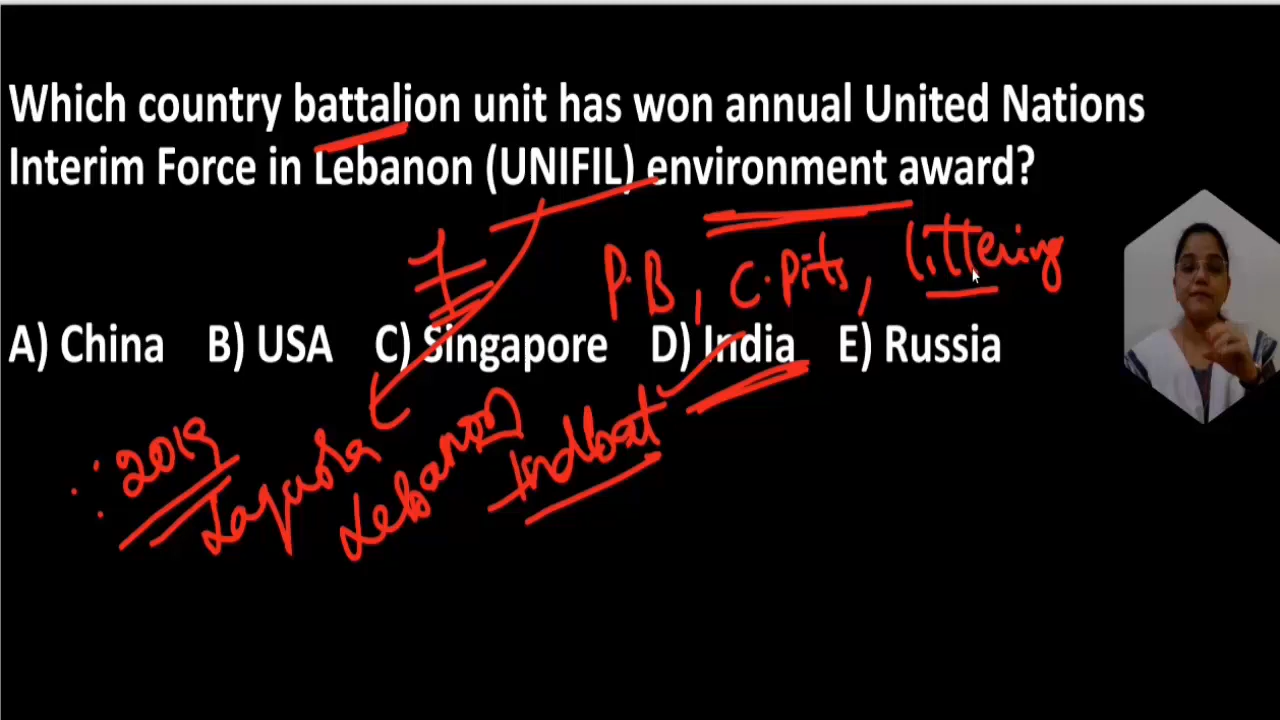 Which country battalion unit has won annual United Nations
Interim Force in Lebanon (UNIFIL) environment award?
P.B, C.Pits, littering
A) China B) USA C) Singapore D) India E) Russia
2019
Lebanon
Indbat